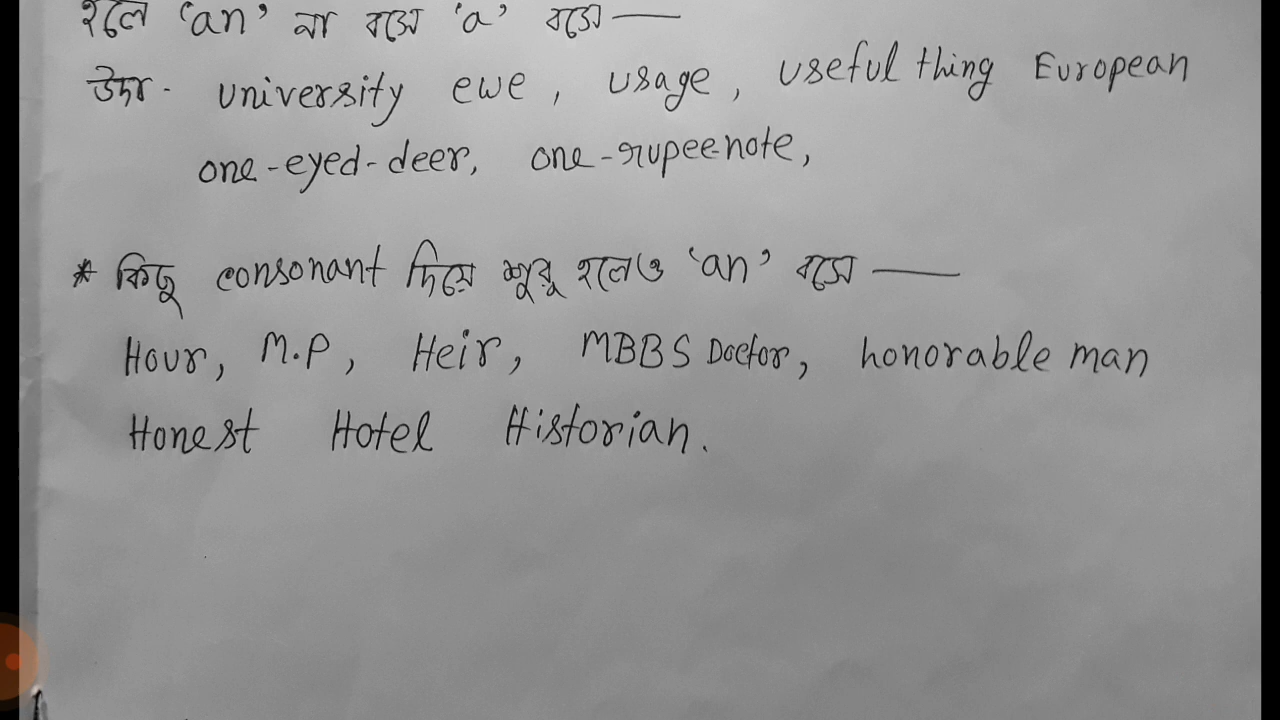 হলে ‘an’ না বসে ‘a’ বসে —
উদাঃ- university ewe, usage, useful thing European
one-eyed-deer, one-rupee note,
* কিছু consonant দিয়ে শুরু হলেও ‘an’ বসে —
Hour, M.P, Heir, MBBS Doctor, honorable man
Honest Hotel Historian.